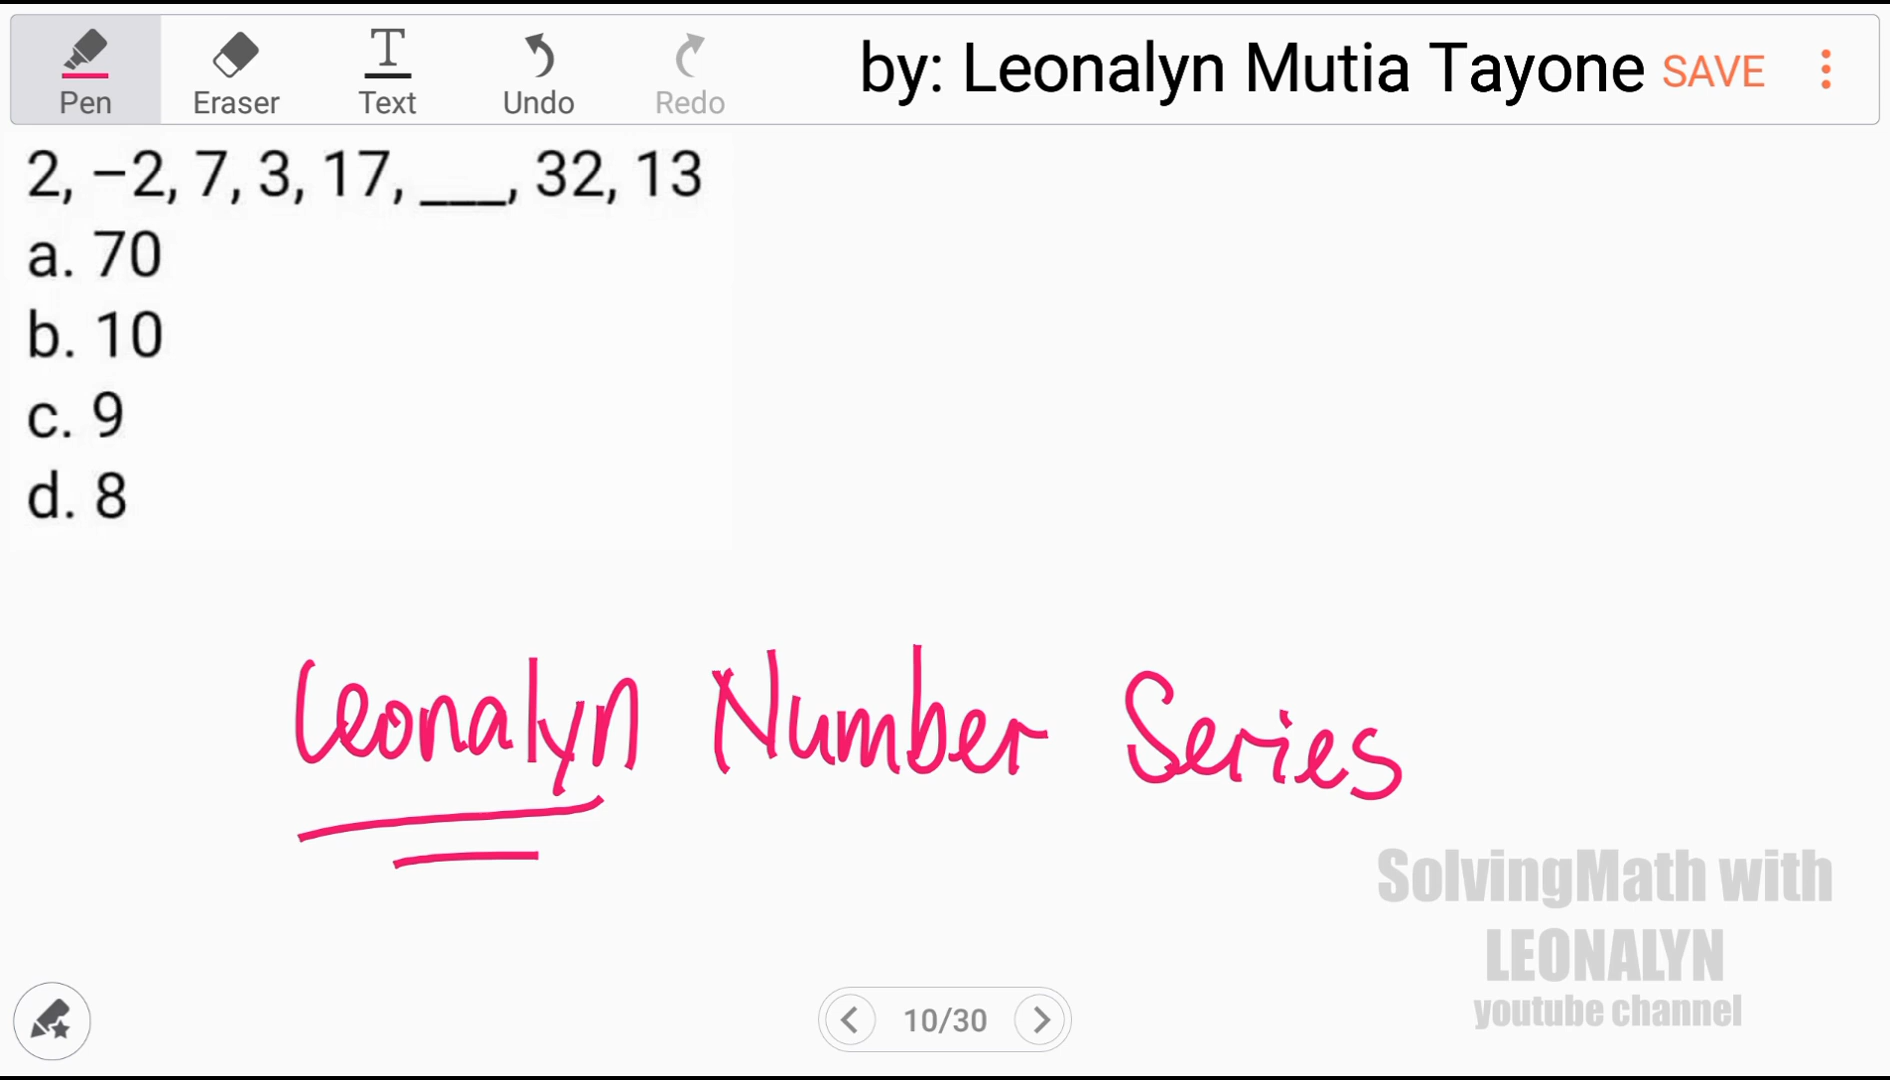 Pen
Eraser
Text
Undo
Redo
by: Leonalyn Mutia Tayone
SAVE
2, −2, 7, 3, 17, ___, 32, 13
a. 70
b. 10
c. 9
d. 8
Leonalyn Number Series
SolvingMath with
LEONALYN
youtube channel
10/30